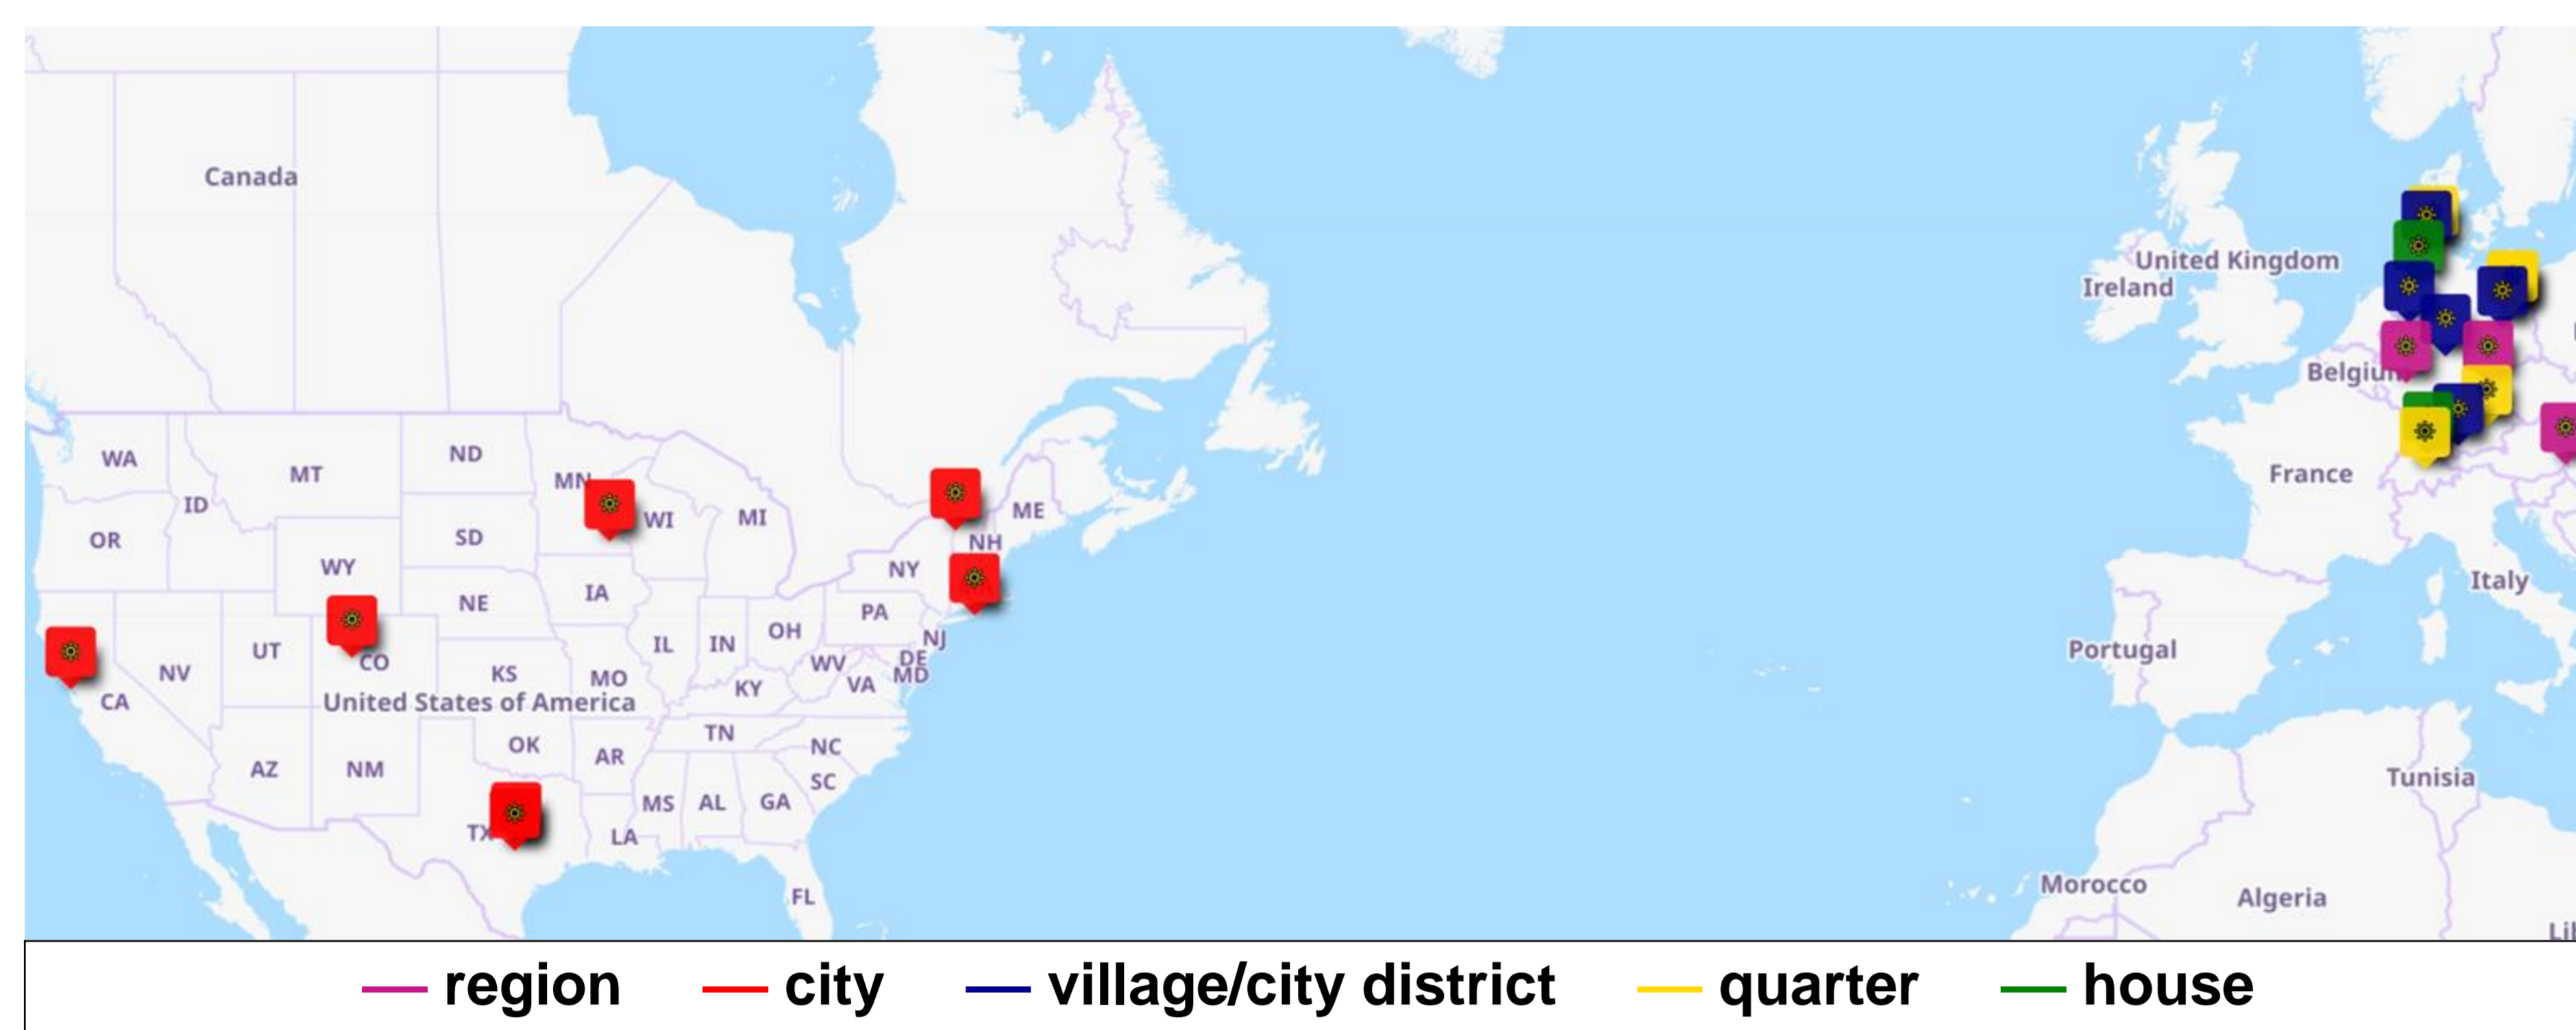 Canada
United Kingdom
Ireland
Belgium
WA
MT
ND
MN
ID
OR
SD
WI
MI
ME
NH
WY
NY
NE
IA
PA
UT
NV
CO
KS
MO
IL
IN
OH
NJ
WV
DE
MD
VA
KY
CA
United States of America
France
Italy
Portugal
AZ
NM
OK
AR
TN
NC
SC
MS
AL
GA
TX
LA
FL
Tunisia
Morocco
Algeria
Li
region city village/city district quarter house